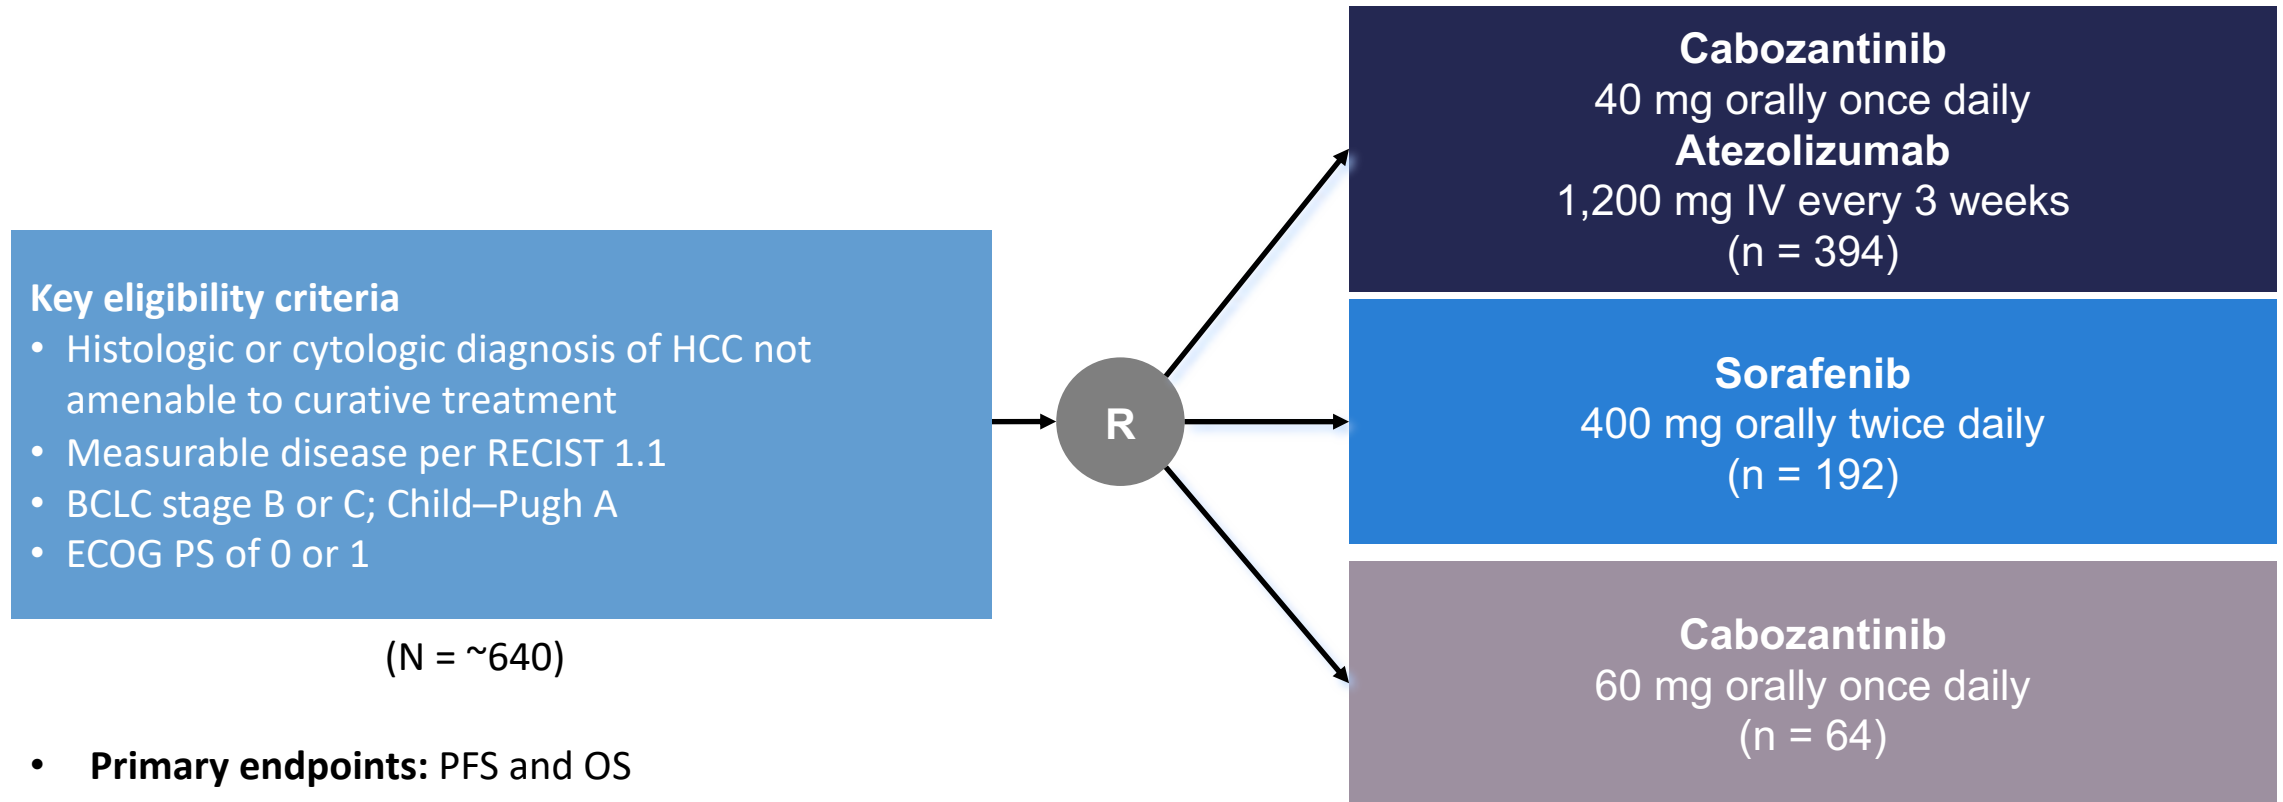 Key eligibility criteria
• Histologic or cytologic diagnosis of HCC not
amenable to curative treatment
• Measurable disease per RECIST 1.1
• BCLC stage B or C; Child–Pugh A
• ECOG PS of 0 or 1
(N = ~640)
• Primary endpoints: PFS and OS
R
Cabozantinib
40 mg orally once daily
Atezolizumab
1,200 mg IV every 3 weeks
(n = 394)
Sorafenib
400 mg orally twice daily
(n = 192)
Cabozantinib
60 mg orally once daily
(n = 64)